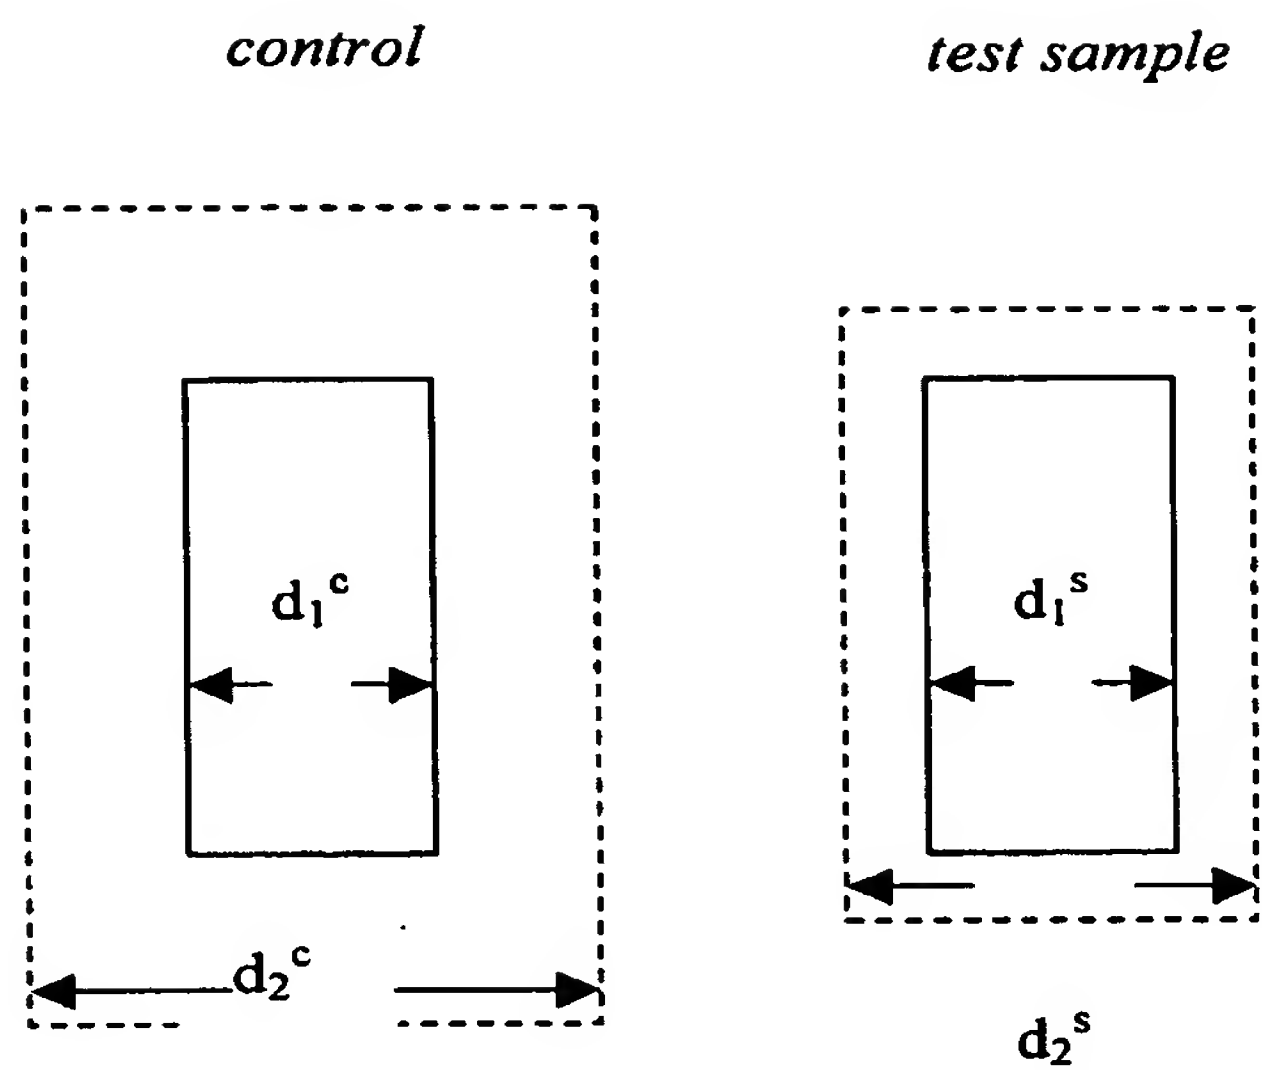 control
test sample
d₁ᶜ
d₁ˢ
d₂ᶜ
d₂ˢ